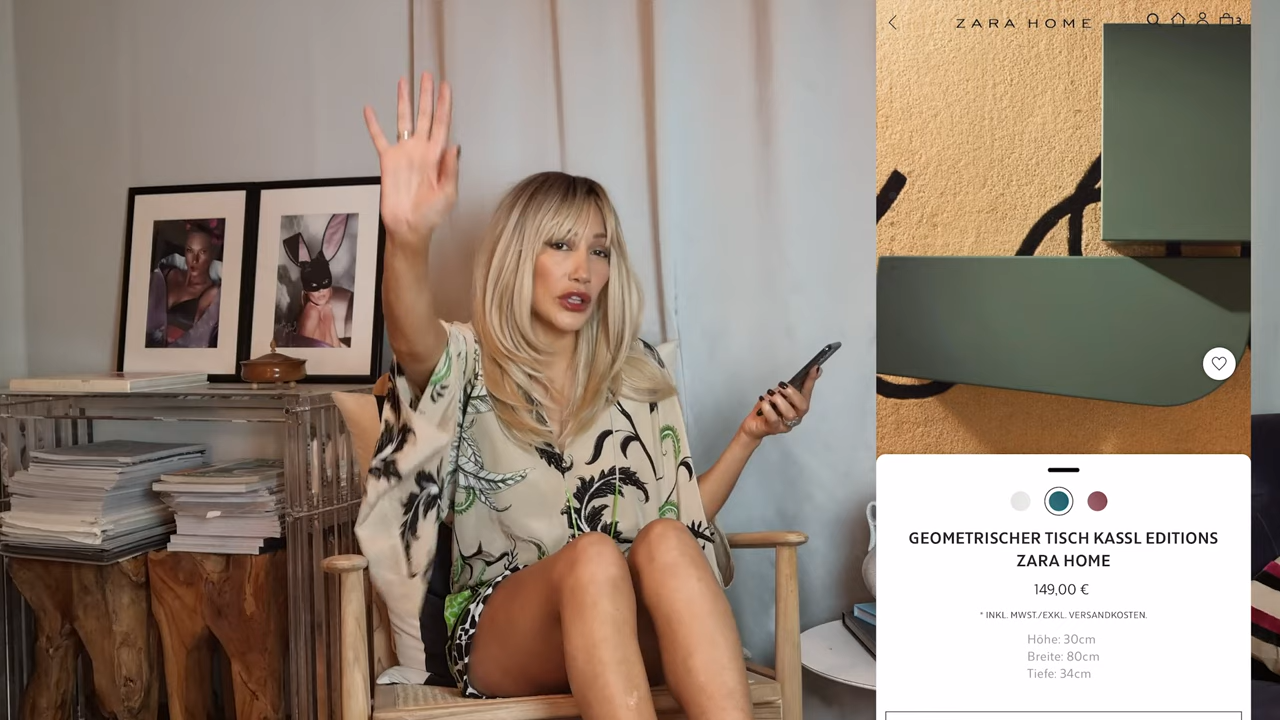 ZARA HOME
3
GEOMETRISCHER TISCH KASSL EDITIONS
ZARA HOME
149,00 €
* INKL. MWST./EXKL. VERSANDKOSTEN.
Höhe: 30cm
Breite: 80cm
Tiefe: 34cm